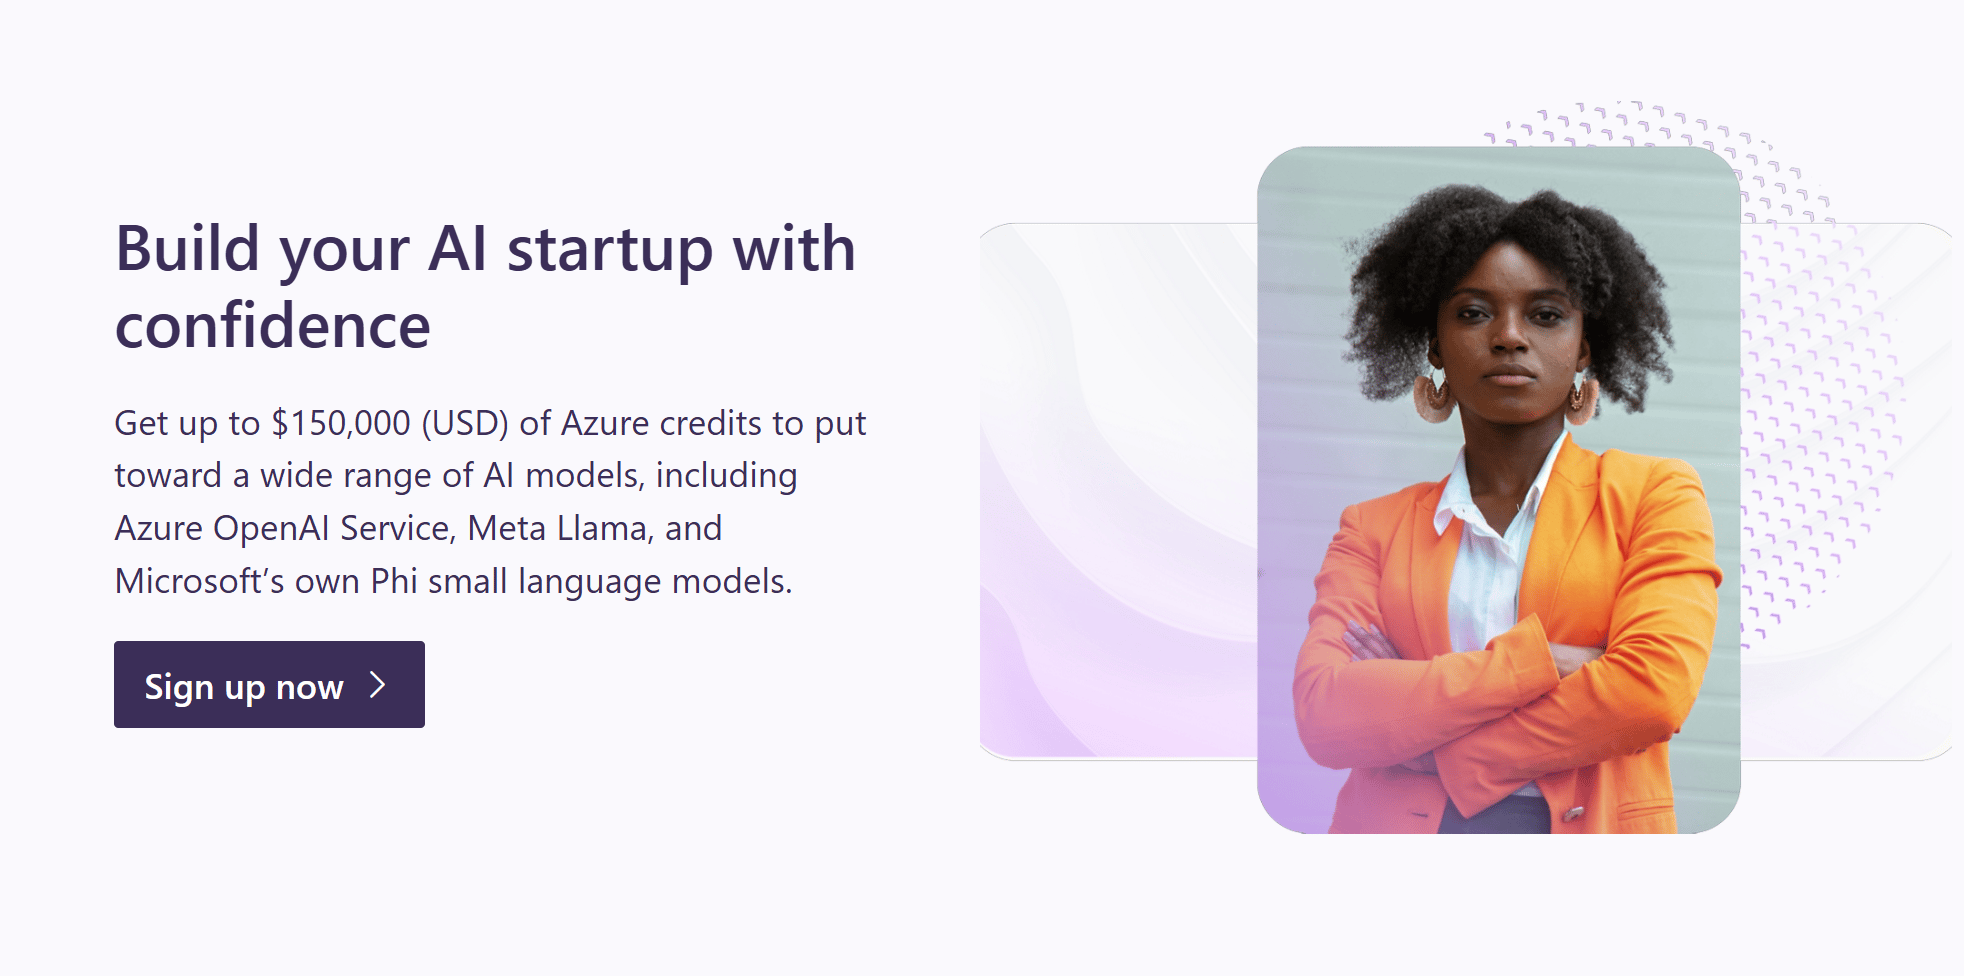 Build your AI startup with
confidence
Get up to $150,000 (USD) of Azure credits to put
toward a wide range of AI models, including
Azure OpenAI Service, Meta Llama, and
Microsoft’s own Phi small language models.
Sign up now